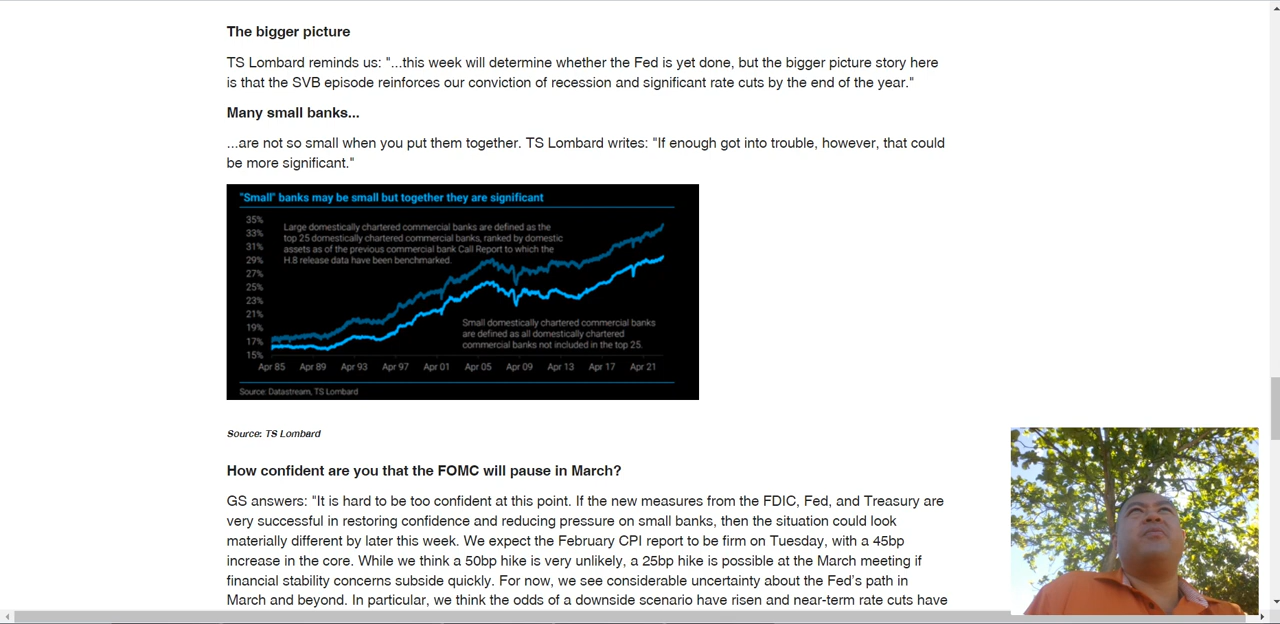 The bigger picture
TS Lombard reminds us: "...this week will determine whether the Fed is yet done, but the bigger picture story here
is that the SVB episode reinforces our conviction of recession and significant rate cuts by the end of the year."
Many small banks...
...are not so small when you put them together. TS Lombard writes: "If enough got into trouble, however, that could
be more significant."
"Small" banks may be small but together they are significant
35%
33%
31%
29%
27%
25%
23%
21%
19%
17%
15%
Large domestically chartered commercial banks are defined as the
top 25 domestically chartered commercial banks, ranked by domestic
assets as of the previous commercial bank Call Report to which the
H.8 release data have been benchmarked.
Small domestically chartered commercial banks
are defined as all domestically chartered
commercial banks not included in the top 25.
Apr 85 Apr 89 Apr 93 Apr 97 Apr 01 Apr 05 Apr 09 Apr 13 Apr 17 Apr 21
Source: Datastream, TS Lombard
Source: TS Lombard
How confident are you that the FOMC will pause in March?
GS answers: "It is hard to be too confident at this point. If the new measures from the FDIC, Fed, and Treasury are
very successful in restoring confidence and reducing pressure on small banks, then the situation could look
materially different by later this week. We expect the February CPI report to be firm on Tuesday, with a 45bp
increase in the core. While we think a 50bp hike is very unlikely, a 25bp hike is possible at the March meeting if
financial stability concerns subside quickly. For now, we see considerable uncertainty about the Fed's path in
March and beyond. In particular, we think the odds of a downside scenario have risen and near-term rate cuts have